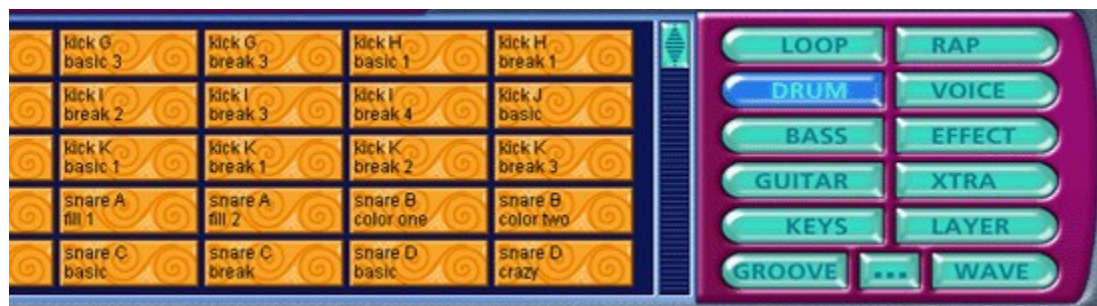 kick G
basic 3
kick G
break 3
kick H
basic 1
kick H
break 1
kick I
break 2
kick I
break 3
kick I
break 4
kick J
basic
kick K
basic 1
kick K
break 1
kick K
break 2
kick K
break 3
snare A
fill 1
snare A
fill 2
snare B
color one
snare B
color two
snare C
basic
snare C
break
snare D
basic
snare D
crazy
LOOP
RAP
DRUM
VOICE
BASS
EFFECT
GUITAR
XTRA
KEYS
LAYER
GROOVE
...
WAVE